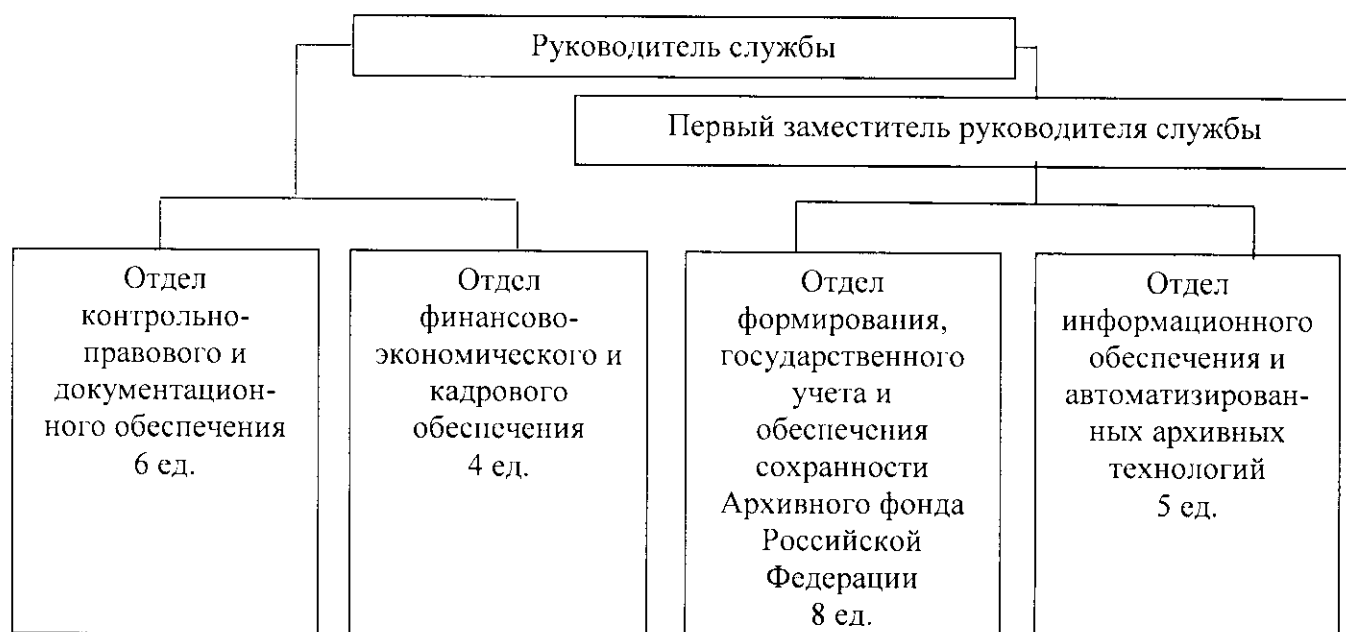 Руководитель службы
Первый заместитель руководителя службы
Отдел
контрольно-
правового и
документацион-
ного обеспечения
6 ед.
Отдел
финансово-
экономического и
кадрового
обеспечения
4 ед.
Отдел
формирования,
государственного
учета и
обеспечения
сохранности
Архивного фонда
Российской
Федерации
8 ед.
Отдел
информационного
обеспечения и
автоматизирован-
ных архивных
технологий
5 ед.